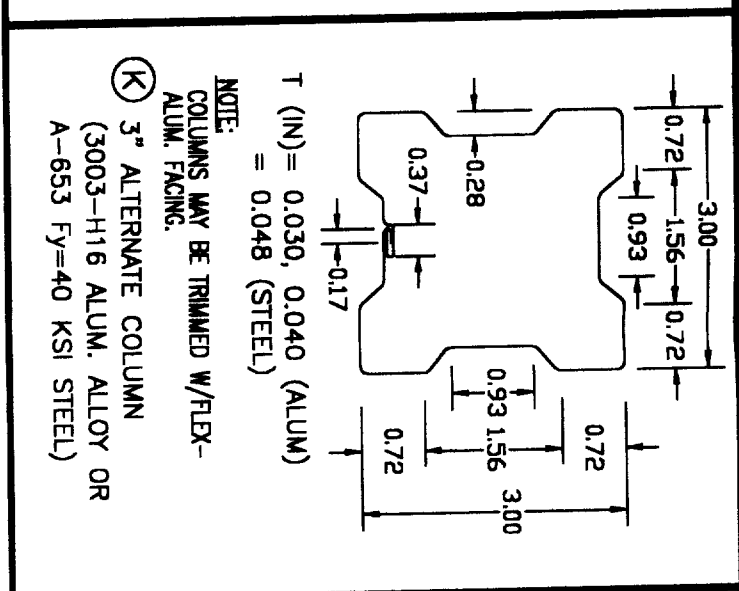 3.00
0.72
1.56
0.72
0.93
0.28
0.37
0.17
0.93
1.56
0.72
0.72
3.00
T (IN)= 0.030, 0.040 (ALUM)
= 0.048 (STEEL)
NOTE:
COLUMNS MAY BE TRIMMED W/FLEX-
ALUM. FACING.
K 3" ALTERNATE COLUMN
(3003-H16 ALUM. ALLOY OR
A-653 Fy=40 KSI STEEL)